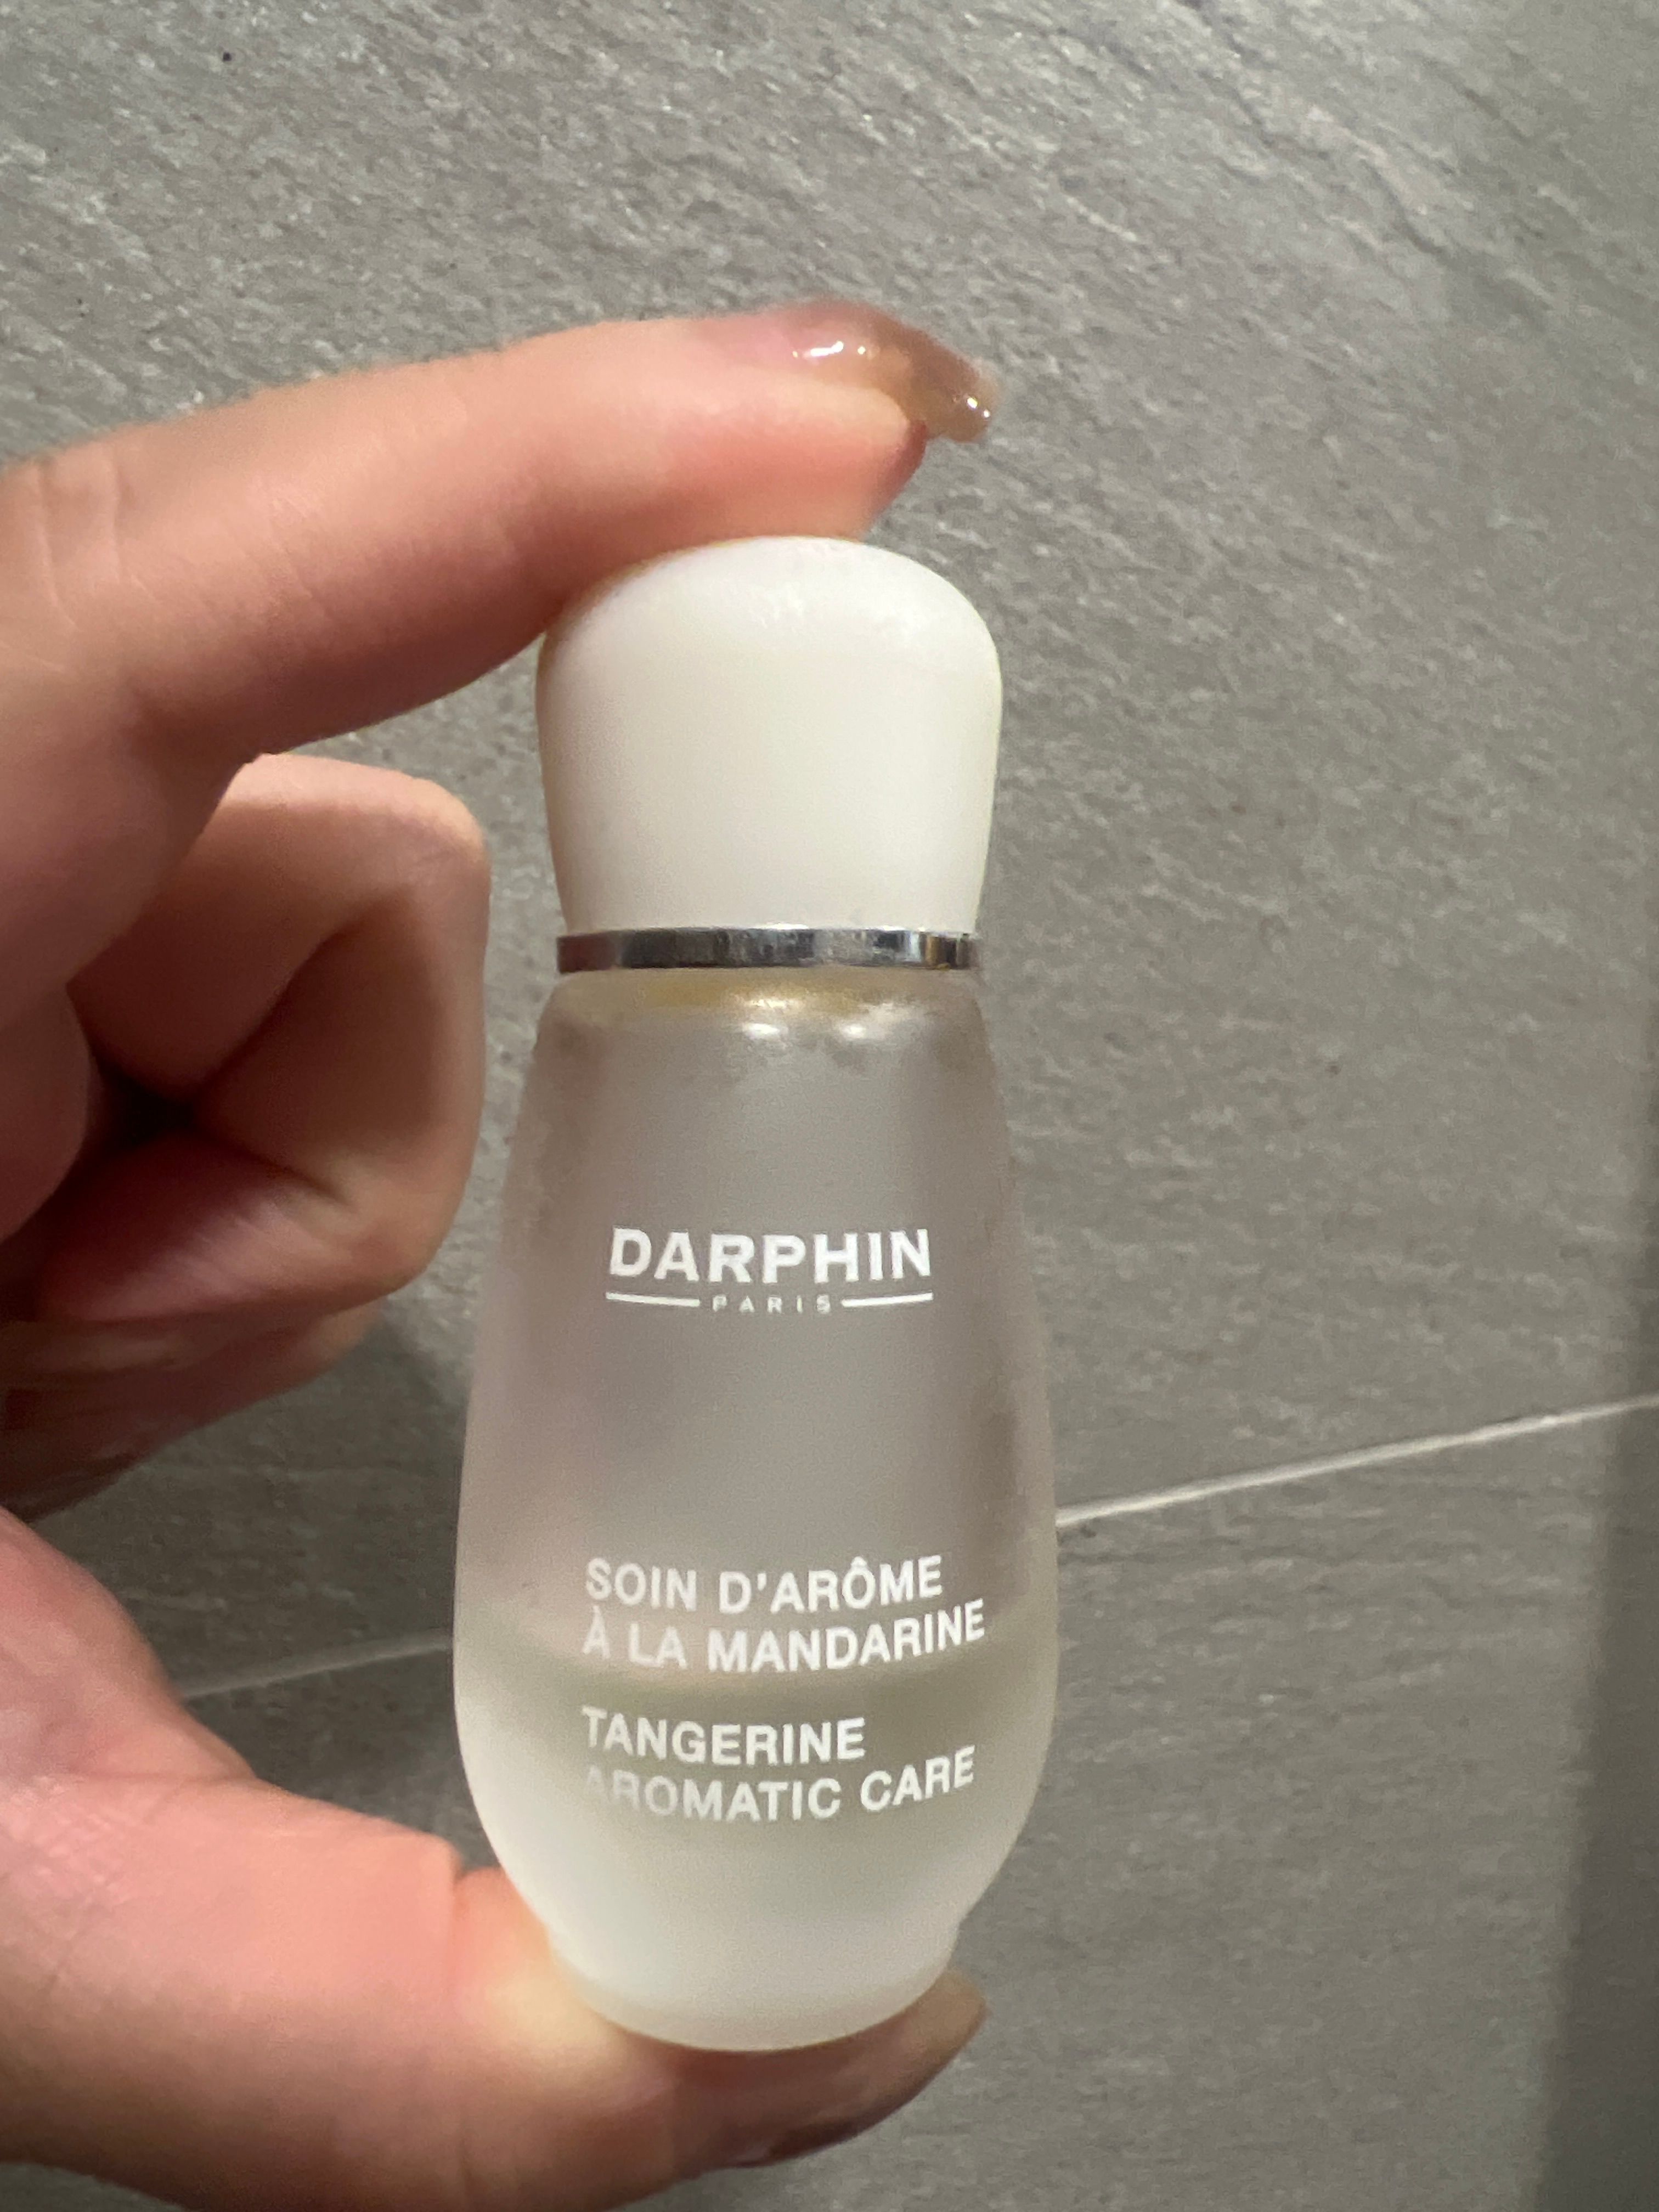 DARPHIN
PARIS
SOIN D'ARÔME
À LA MANDARINE
TANGERINE
AROMATIC CARE